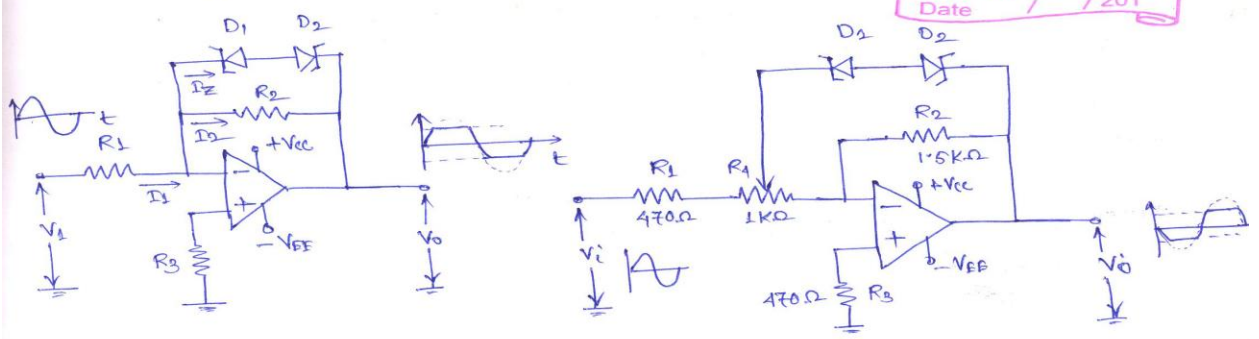 Date / / 201
D1 D2
Iz
R2
I2
t
R1
+Vcc
I1
V1
R3
-VEE
Vo
t
D1 D2
R2
1.5KΩ
R1 R4
470Ω 1KΩ
+Vcc
Vi
-VEE
470Ω R3
Vo